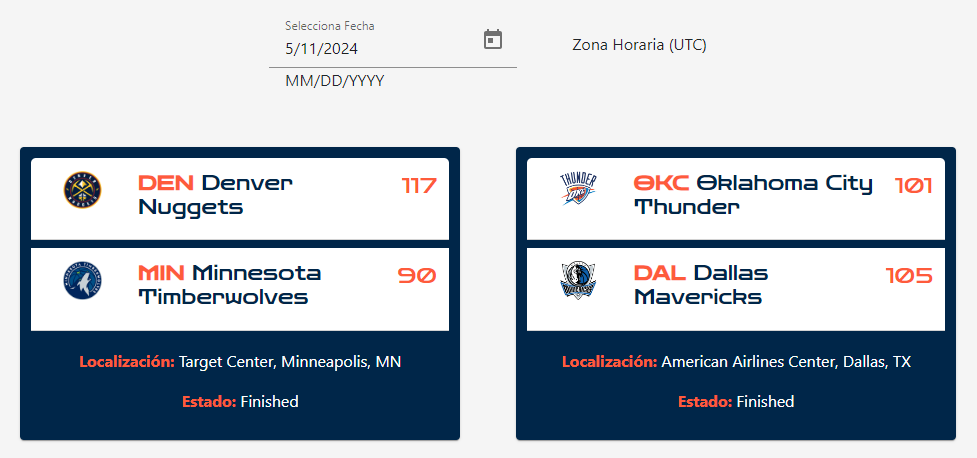 Selecciona Fecha
5/11/2024
Zona Horaria (UTC)
MM/DD/YYYY
DEN Denver
Nuggets
117
MIN Minnesota
Timberwolves
90
Localización: Target Center, Minneapolis, MN
Estado: Finished
THUNDER
OKC Oklahoma City
Thunder
101
DAL Dallas
Mavericks
105
Localización: American Airlines Center, Dallas, TX
Estado: Finished